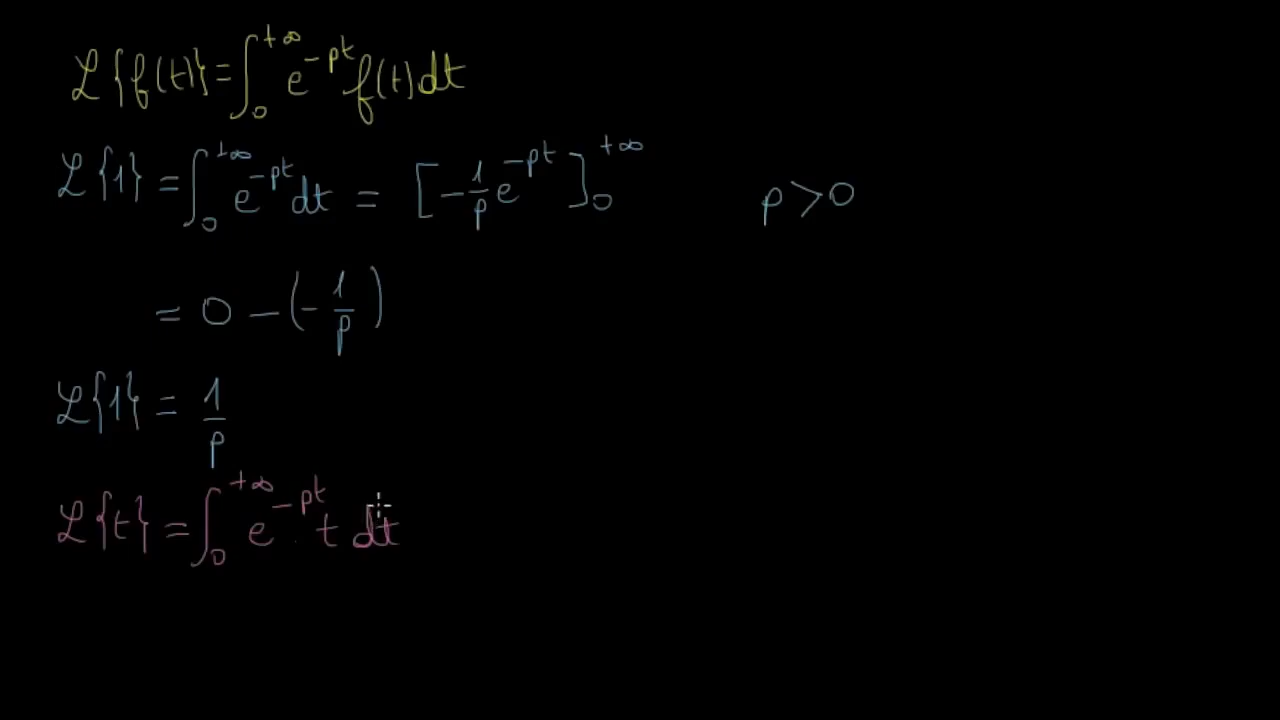 ℒ{f(t)} = ∫₀^{+∞} e^{-pt} f(t) dt
ℒ{1} = ∫₀^{+∞} e^{-pt} dt = [-1/p e^{-pt}]₀^{+∞} p > 0
= 0 - (-1/p)
ℒ{1} = 1/p
ℒ{t} = ∫₀^{+∞} e^{-pt} t dt